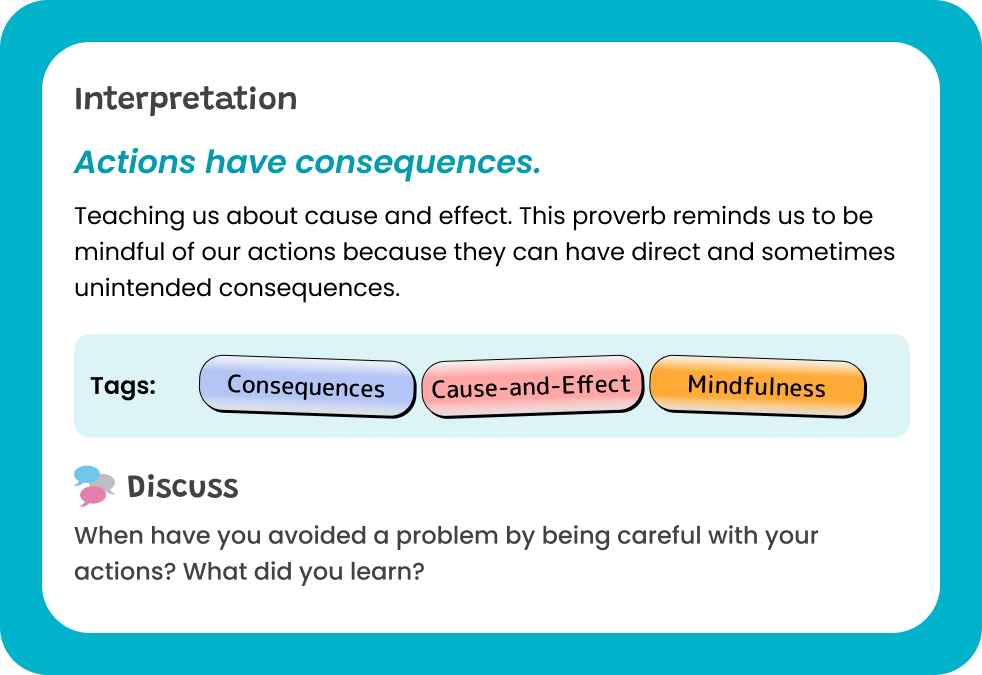 Interpretation
Actions have consequences.
Teaching us about cause and effect. This proverb reminds us to be
mindful of our actions because they can have direct and sometimes
unintended consequences.
Tags: Consequences Cause-and-Effect Mindfulness
Discuss
When have you avoided a problem by being careful with your
actions? What did you learn?